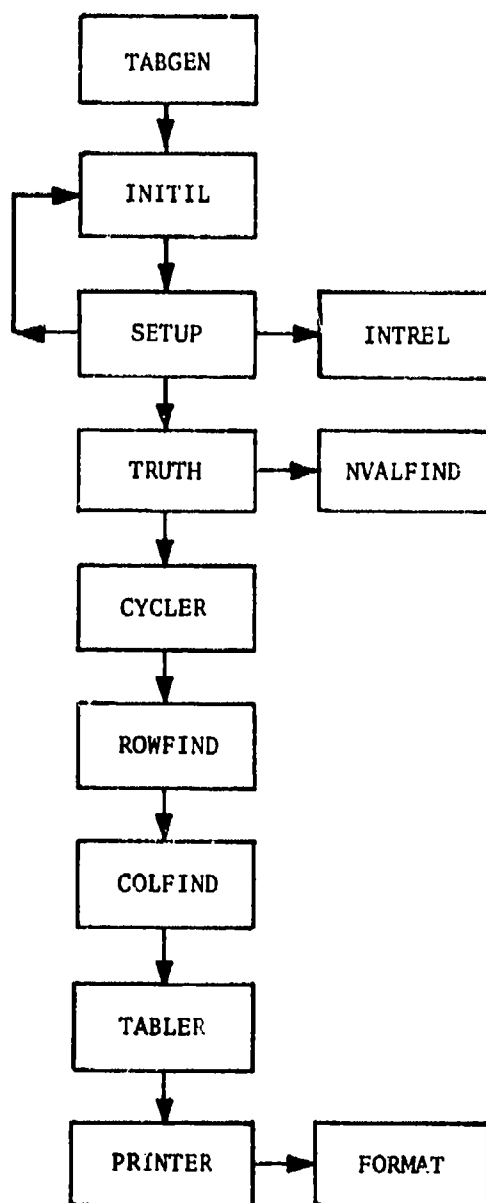 TABGEN
INITIL
SETUP
INTREL
TRUTH
NVALFIND
CYCLER
ROWFIND
COLFIND
TABLER
PRINTER
FORMAT